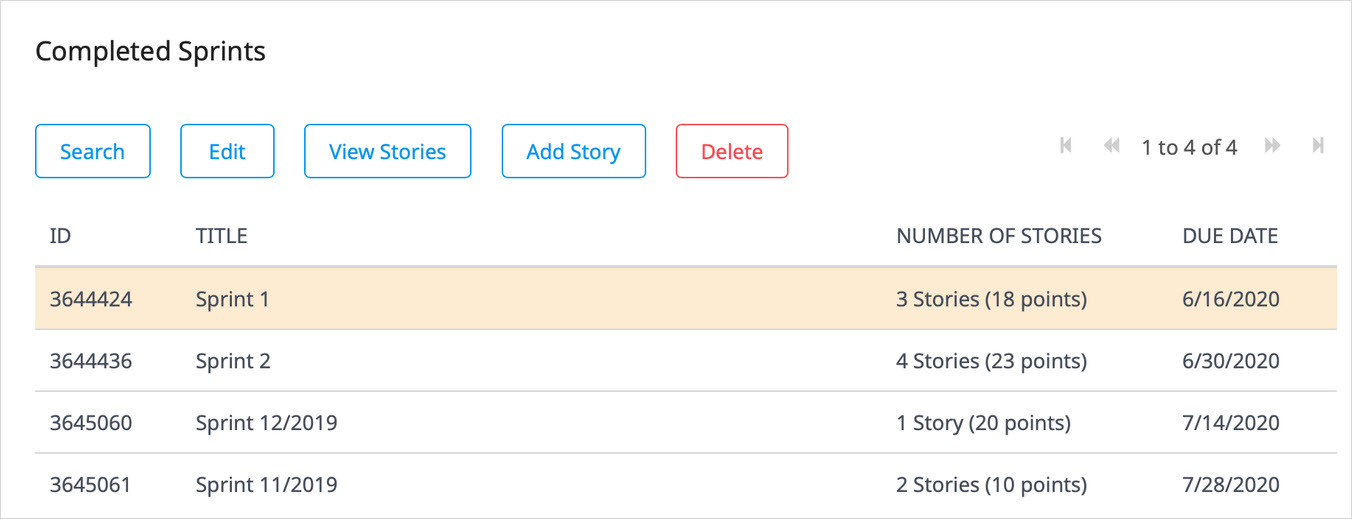 Completed Sprints
Search Edit View Stories Add Story Delete 1 to 4 of 4
ID TITLE NUMBER OF STORIES DUE DATE
3644424 Sprint 1 3 Stories (18 points) 6/16/2020
3644436 Sprint 2 4 Stories (23 points) 6/30/2020
3645060 Sprint 12/2019 1 Story (20 points) 7/14/2020
3645061 Sprint 11/2019 2 Stories (10 points) 7/28/2020